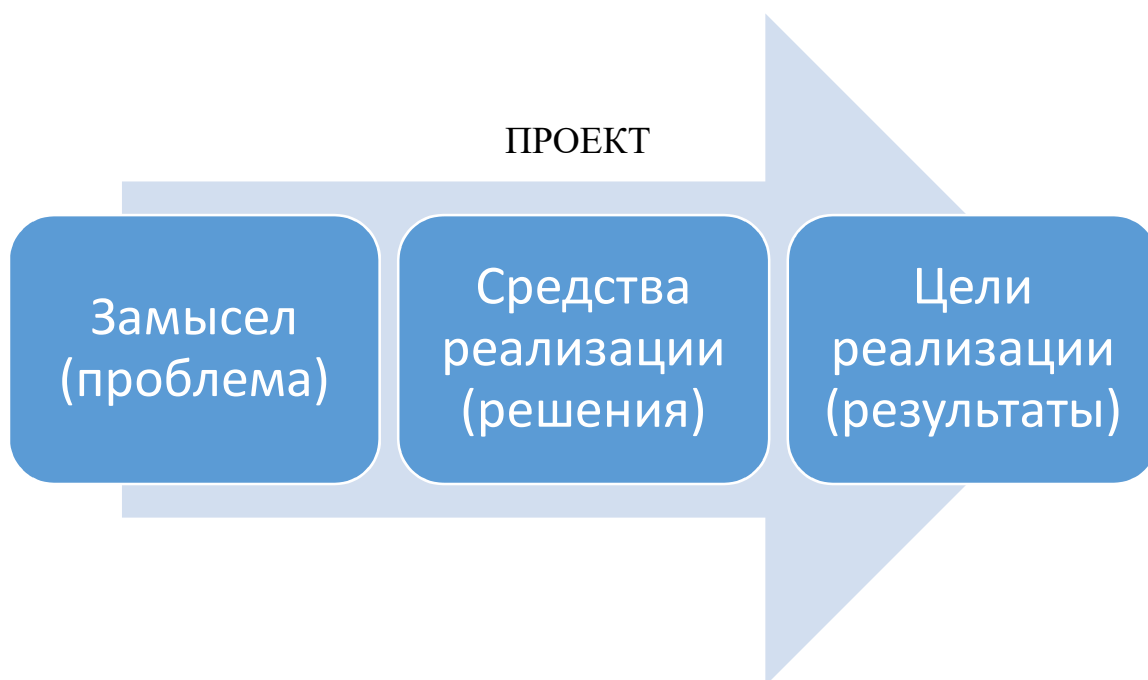 ПРОЕКТ
Замысел
(проблема)
Средства
реализации
(решения)
Цели
реализации
(результаты)